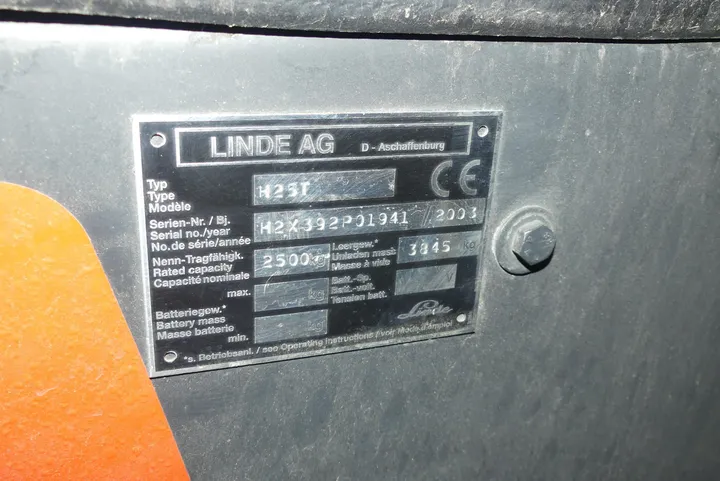 LINDE AG D - Aschaffenburg
Typ
Type
Modèle
H25T
CE
Serien-Nr. / Bj.
Serial no./year
No. de série/année
H2X392P01941 / 2003
Nenn-Tragfähigk.
Rated capacity
Capacité nominale
2500 kg
Leergew.*
Unladen mass
Masse à vide
3845 kg
max. kg
Batt.-Sp.
Batt.-volt.
Tension batt.
Batteriegew.*
Battery mass
Masse batterie
min. kg
Linde
*s. Betriebsanl. / see Operating Instructions / voir Mode d'emploi